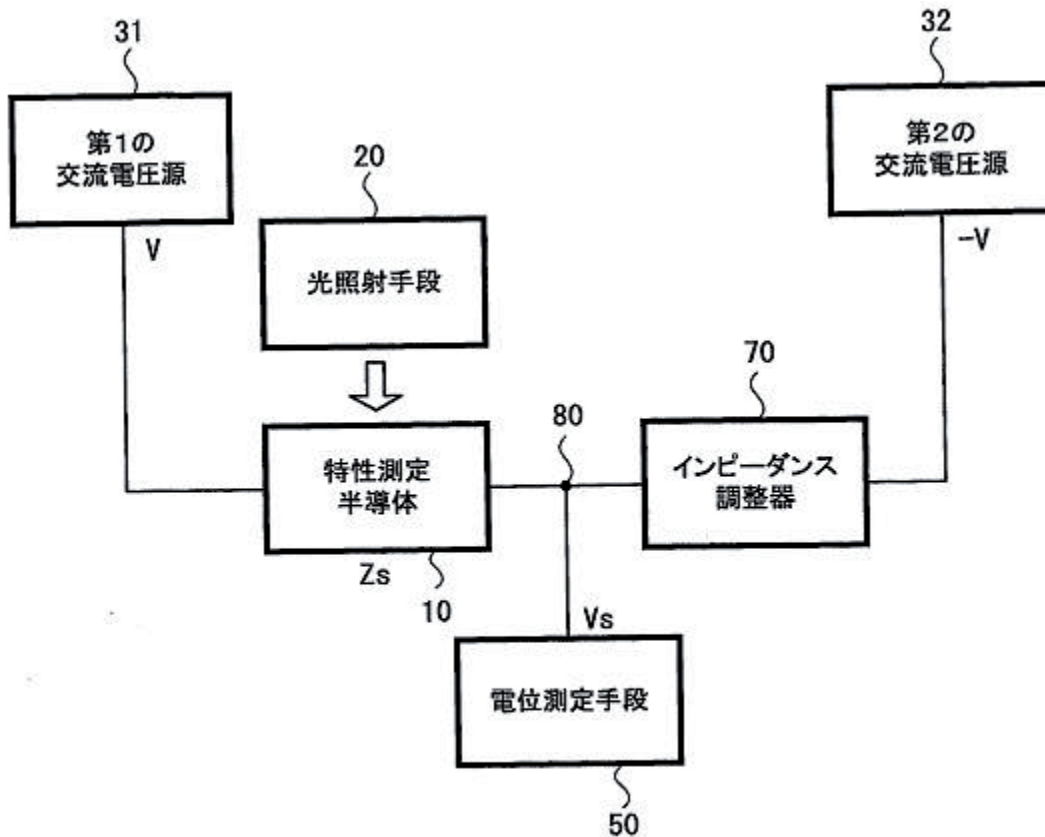 31
第1の
交流電圧源
V
32
第2の
交流電圧源
-V
20
光照射手段
特性測定
半導体
Zs
10
80
70
インピーダンス
調整器
Vs
電位測定手段
50